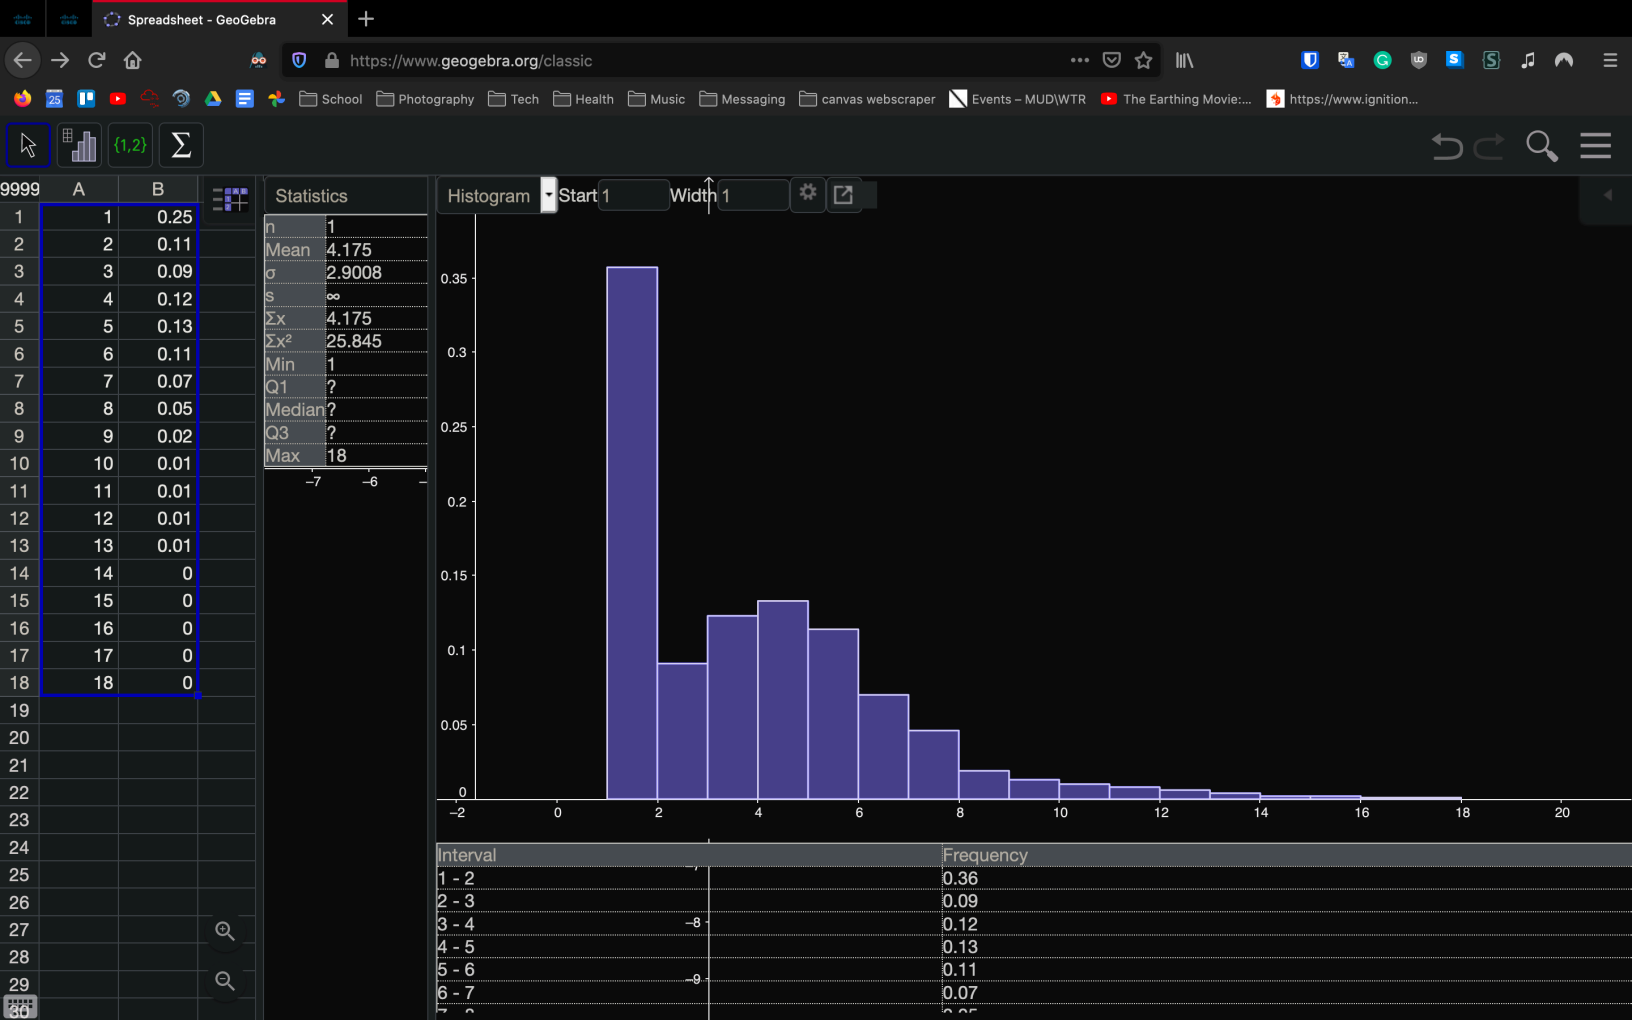 Spreadsheet - GeoGebra
https://www.geogebra.org/classic
25 School Photography Tech Health Music Messaging canvas webscraper Events – MUD\WTR The Earthing Movie:... https://www.ignition...
{1,2} Σ
9999 A B
Statistics
Histogram Start 1 Width 1
1 1 0.25
2 2 0.11
3 3 0.09
4 4 0.12
5 5 0.13
6 6 0.11
7 7 0.07
8 8 0.05
9 9 0.02
10 10 0.01
11 11 0.01
12 12 0.01
13 13 0.01
14 14 0
15 15 0
16 16 0
17 17 0
18 18 0
19
20
21
22
23
24
25
26
27
28
29
30
n 1
Mean 4.175
σ 2.9008
s ∞
Σx 4.175
Σx² 25.845
Min 1
Q1 ?
Median ?
Q3 ?
Max 18
–7 –6
0.35
0.3
0.25
0.2
0.15
0.1
0.05
0
–2 0 2 4 6 8 10 12 14 16 18 20
Interval Frequency
1 - 2 0.36
2 - 3 0.09
3 - 4 –8 0.12
4 - 5 0.13
5 - 6 –9 0.11
6 - 7 0.07